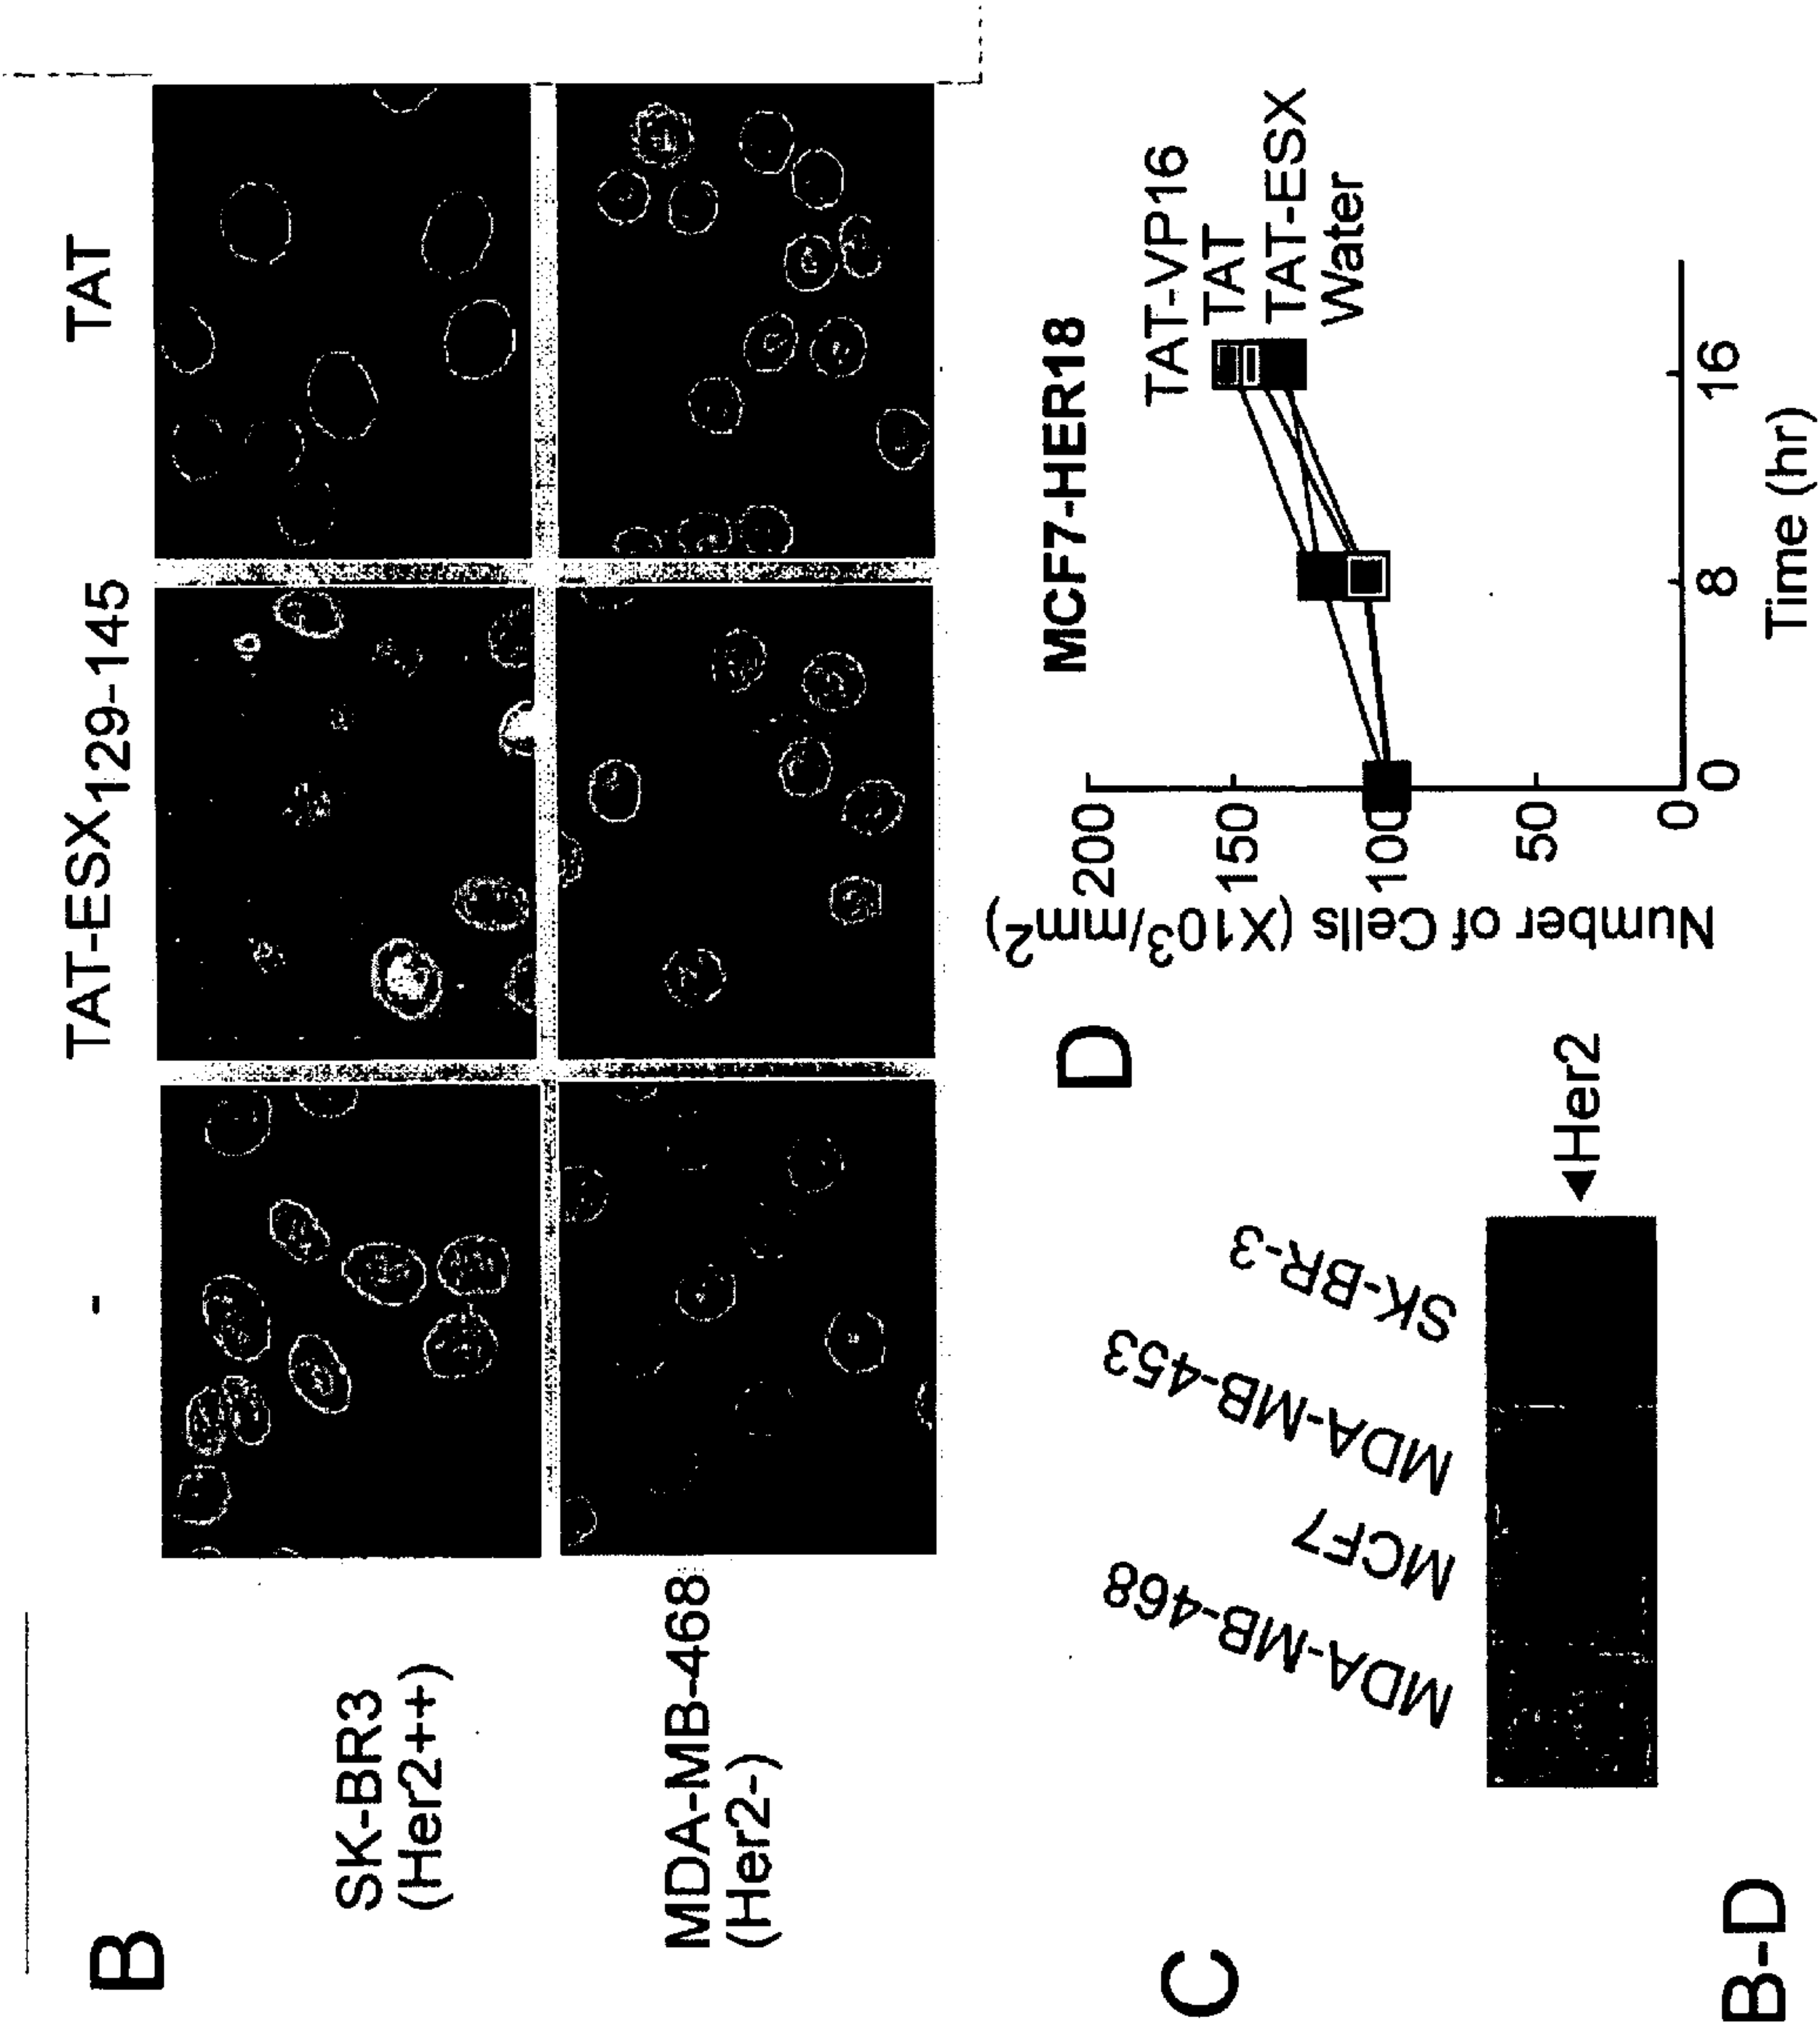 B
-
TAT-ESX129-145
TAT
SK-BR3
(Her2++)
MDA-MB-468
(Her2-)
C
MDA-MB-468
MCF7
MDA-MB-453
SK-BR-3
Her2
D
MCF7-HER18
Number of Cells (X103/mm2)
200
150
100
50
0
0
8
16
Time (hr)
TAT-VP16
TAT
TAT-ESX
Water
B-D